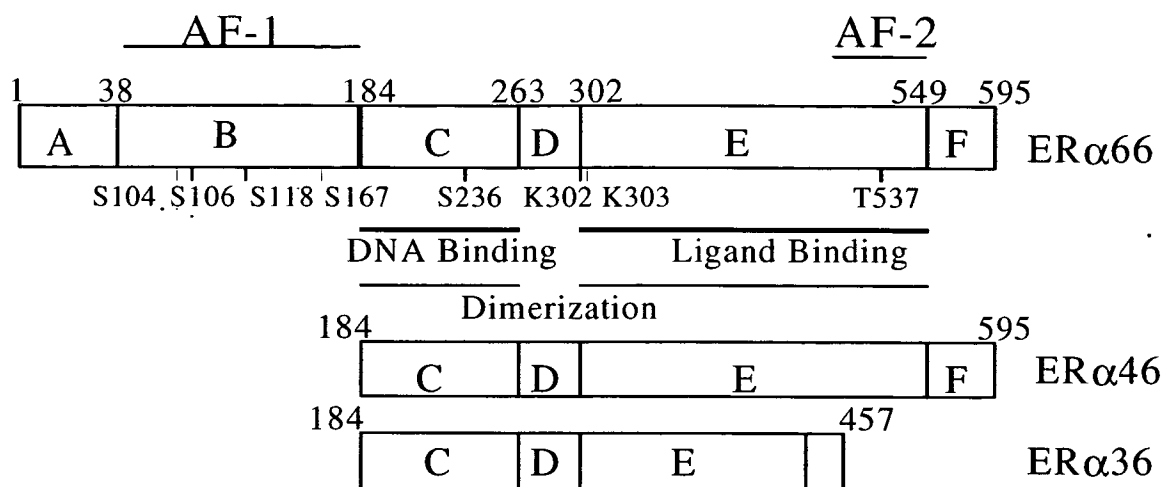 AF-1 AF-2
1 38 184 263 302 549 595
A B C D E F ERα66
S104 S106 S118 S167 S236 K302 K303 T537
DNA Binding Ligand Binding
Dimerization
184 595
C D E F ERα46
184 457
C D E ERα36